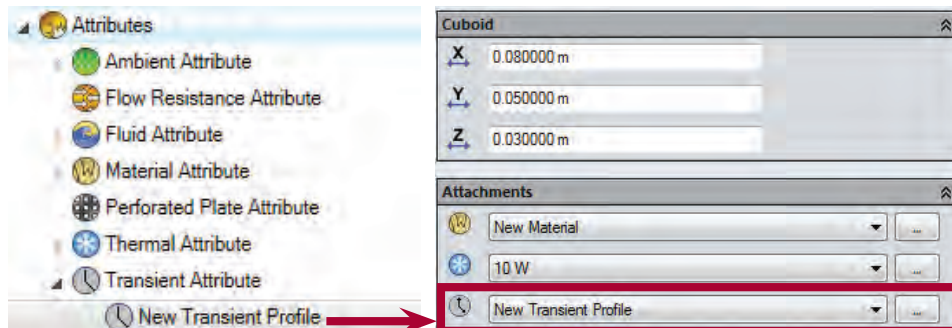 Attributes
Ambient Attribute
Flow Resistance Attribute
Fluid Attribute
Material Attribute
Perforated Plate Attribute
Thermal Attribute
Transient Attribute
New Transient Profile
Cuboid
X 0.080000 m
Y 0.050000 m
Z 0.030000 m
Attachments
New Material ...
10 W ...
New Transient Profile ...